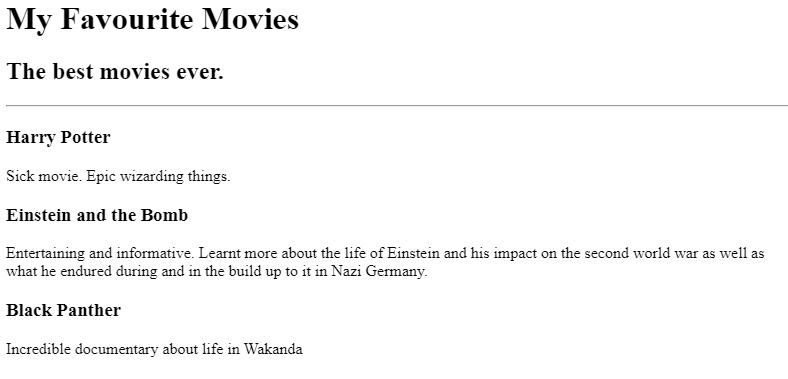 My Favourite Movies
The best movies ever.
Harry Potter
Sick movie. Epic wizarding things.
Einstein and the Bomb
Entertaining and informative. Learnt more about the life of Einstein and his impact on the second world war as well as
what he endured during and in the build up to it in Nazi Germany.
Black Panther
Incredible documentary about life in Wakanda